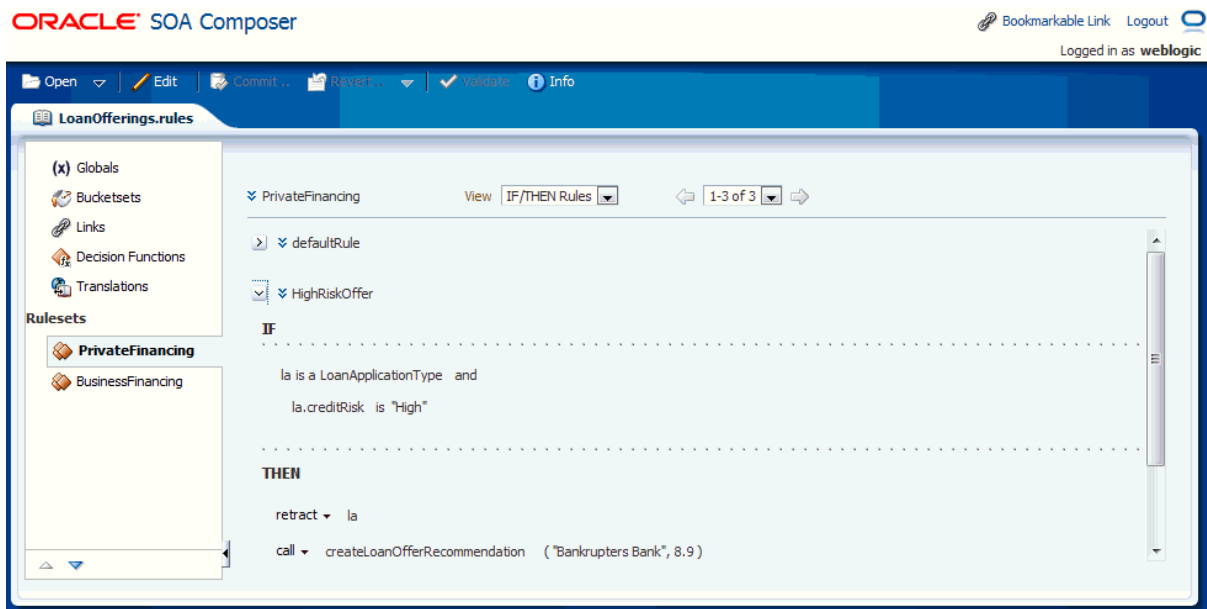 ORACLE SOA Composer
Bookmarkable Link Logout
Logged in as weblogic
Open Edit Commit .. Revert .. Validate Info
LoanOfferings.rules
(x) Globals
Bucketsets
Links
Decision Functions
Translations
Rulesets
PrivateFinancing
BusinessFinancing
PrivateFinancing View IF/THEN Rules 1-3 of 3
defaultRule
HighRiskOffer
IF
la is a LoanApplicationType and
la.creditRisk is "High"
THEN
retract la
call createLoanOfferRecommendation ( "Bankrupters Bank", 8.9 )